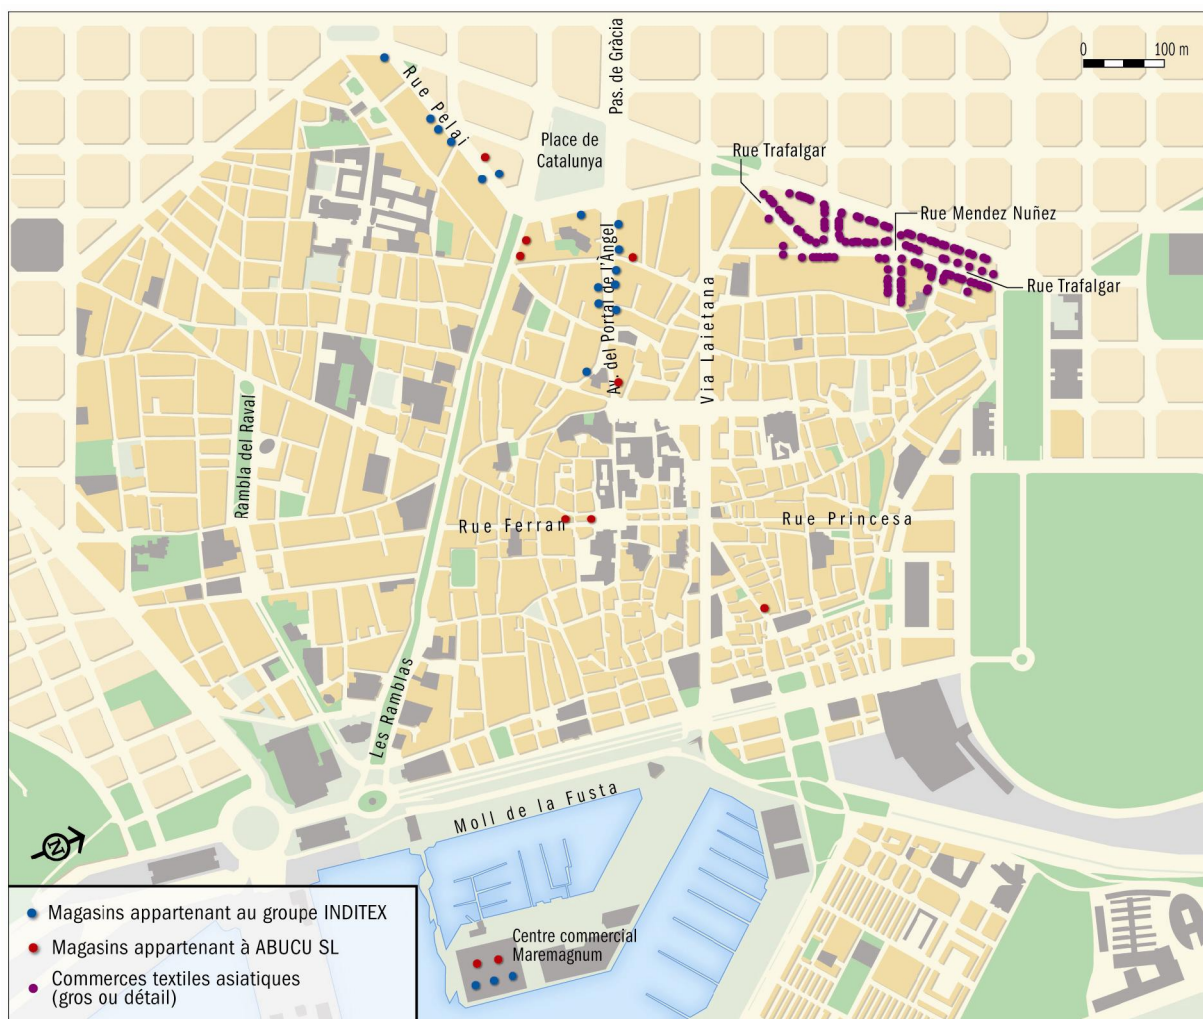 Pas. de Gràcia
0 100 m
Rue Pelai
Place de
Catalunya
Rue Trafalgar
Rue Mendez Nuñez
Rue Trafalgar
Av. del Portal de l'Àngel
Via Laietana
Rambla del Raval
Rue Ferran
Rue Princesa
Les Ramblas
Moll de la Fusta
N
Centre commercial
Maremagnum
Magasins appartenant au groupe INDITEX
Magasins appartenant à ABUCU SL
Commerces textiles asiatiques
(gros ou détail)